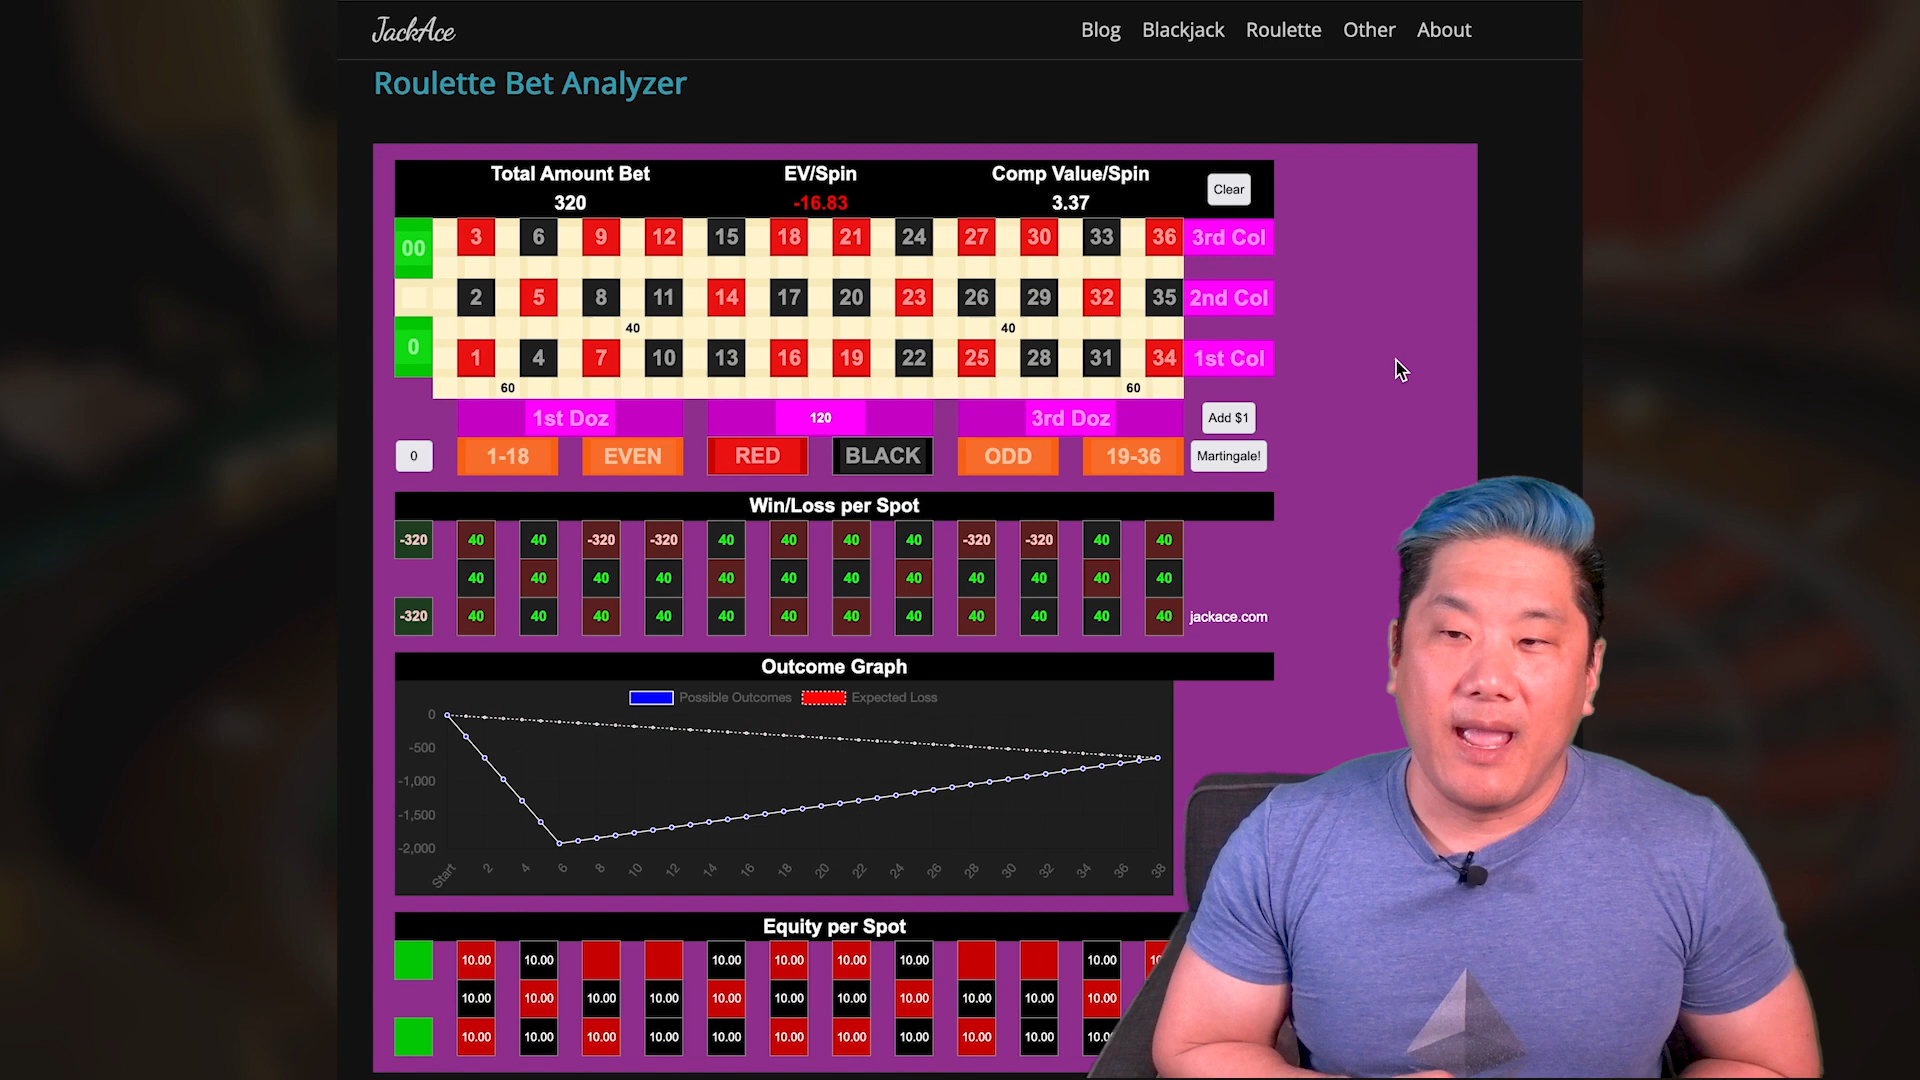 JackAce
Blog Blackjack Roulette Other About
Roulette Bet Analyzer
Total Amount Bet EV/Spin Comp Value/Spin
320 -16.83 3.37 Clear
00 3 6 9 12 15 18 21 24 27 30 33 36 3rd Col
2 5 8 11 14 17 20 23 26 29 32 35 2nd Col
40 40
0 1 4 7 10 13 16 19 22 25 28 31 34 1st Col
60 60
1st Doz 120 3rd Doz Add $1
0 1-18 EVEN RED BLACK ODD 19-36 Martingale!
Win/Loss per Spot
-320 40 40 -320 -320 40 40 40 40 -320 -320 40 40
40 40 40 40 40 40 40 40 40 40 40 40
-320 40 40 40 40 40 40 40 40 40 40 40 40 jackace.com
Outcome Graph
Possible Outcomes Expected Loss
0
-500
-1,000
-1,500
-2,000
Start 2 4 6 8 10 12 14 16 18 20 22 24 26 28 30 32 34 36 38
Equity per Spot
10.00 10.00 10.00 10.00 10.00 10.00 10.00
10.00 10.00 10.00 10.00 10.00 10.00 10.00 10.00 10.00 10.00 10.00
10.00 10.00 10.00 10.00 10.00 10.00 10.00 10.00 10.00 10.00